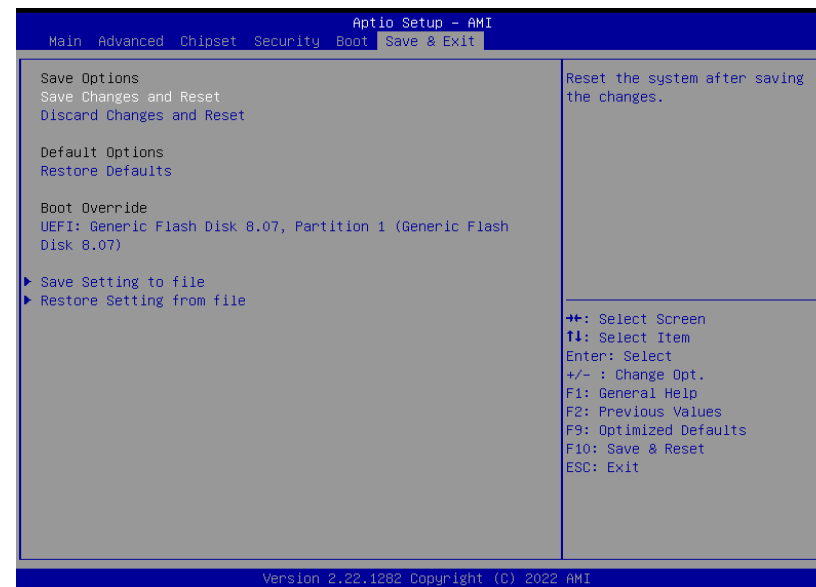 Aptio Setup – AMI
Main Advanced Chipset Security Boot Save & Exit
Save Options
Save Changes and Reset
Discard Changes and Reset
Default Options
Restore Defaults
Boot Override
UEFI: Generic Flash Disk 8.07, Partition 1 (Generic Flash
Disk 8.07)
Save Setting to file
Restore Setting from file
Reset the system after saving
the changes.
→←: Select Screen
↑↓: Select Item
Enter: Select
+/– : Change Opt.
F1: General Help
F2: Previous Values
F9: Optimized Defaults
F10: Save & Reset
ESC: Exit
Version 2.22.1282 Copyright (C) 2022 AMI